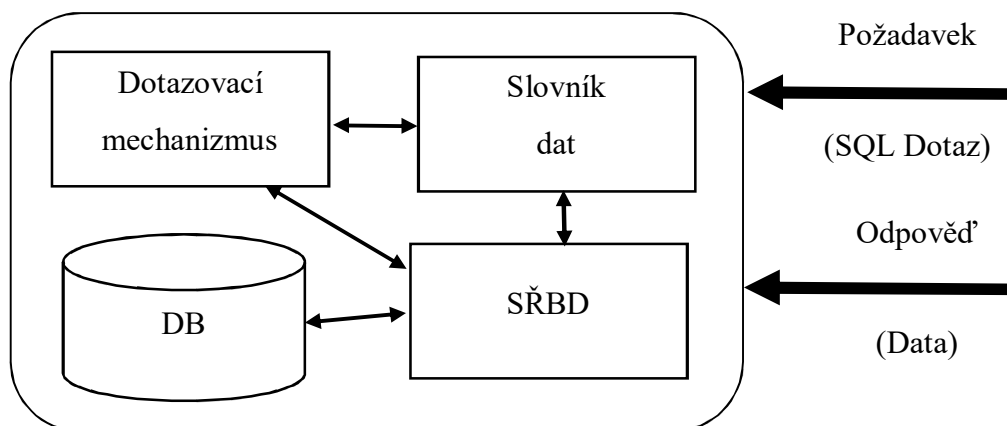 Dotazovací
mechanizmus
Slovník
dat
DB
SŘBD
Požadavek
(SQL Dotaz)
Odpověď
(Data)